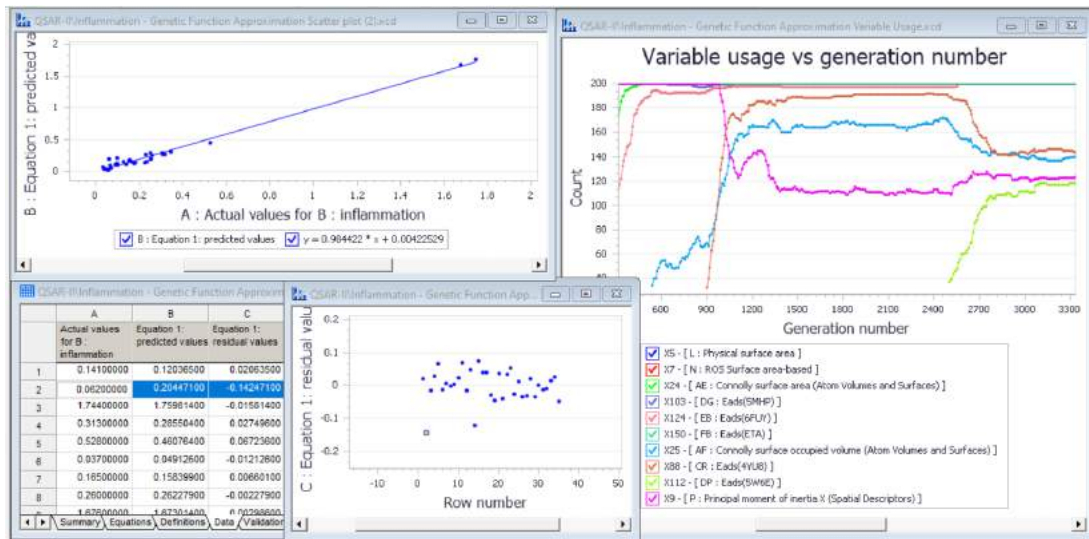 QSAR-II\Inflammation - Genetic Function Approximation Scatter plot (2).xcd
B : Equation 1: predicted va
2
1.5
1
0.5
0
0
0.2
0.4
0.6
0.8
1
1.2
1.4
1.6
1.8
2
A : Actual values for B : inflammation
B : Equation 1: predicted values
y = 0.984422 * x + 0.00422529
QSAR-II\Inflammation - Genetic Function Approximation Variable Usage.xcd
Variable usage vs generation number
Count
200
180
160
140
120
100
80
60
40
600
900
1200
1500
1800
2100
2400
2700
3000
3300
Generation number
X5 - [ L : Physical surface area ]
X7 - [ N : ROS Surface area-based ]
X24 - [ AE : Connolly surface area (Atom Volumes and Surfaces) ]
X103 - [ DG : Eads(5MHP) ]
X124 - [ EB : Eads(6FUY) ]
X150 - [ FB : Eads(ETA) ]
X25 - [ AF : Connolly surface occupied volume (Atom Volumes and Surfaces) ]
X88 - [ CR : Eads(4YU8) ]
X112 - [ DP : Eads(5W6E) ]
X9 - [ P : Principal moment of inertia X (Spatial Descriptors) ]
QSAR-II\Inflammation - Genetic Function Approxi
A B C
Actual values for B : inflammation
Equation 1: predicted values
Equation 1: residual values
1 0.14100000 0.12036500 0.02063500
2 0.06200000 0.20447100 -0.14247100
3 1.74400000 1.75981400 -0.01581400
4 0.31300000 0.28550400 0.02749600
5 0.52800000 0.46076400 0.06723600
6 0.03700000 0.04912600 -0.01212600
7 0.16500000 0.15839900 0.00660100
8 0.26000000 0.26227900 -0.00227900
Summary Equations Definitions Data Validation
QSAR-II\Inflammation - Genetic Function App...
C : Equation 1: residual valu
0.2
0.1
0
-0.1
-0.2
-10
0
10
20
30
40
50
Row number